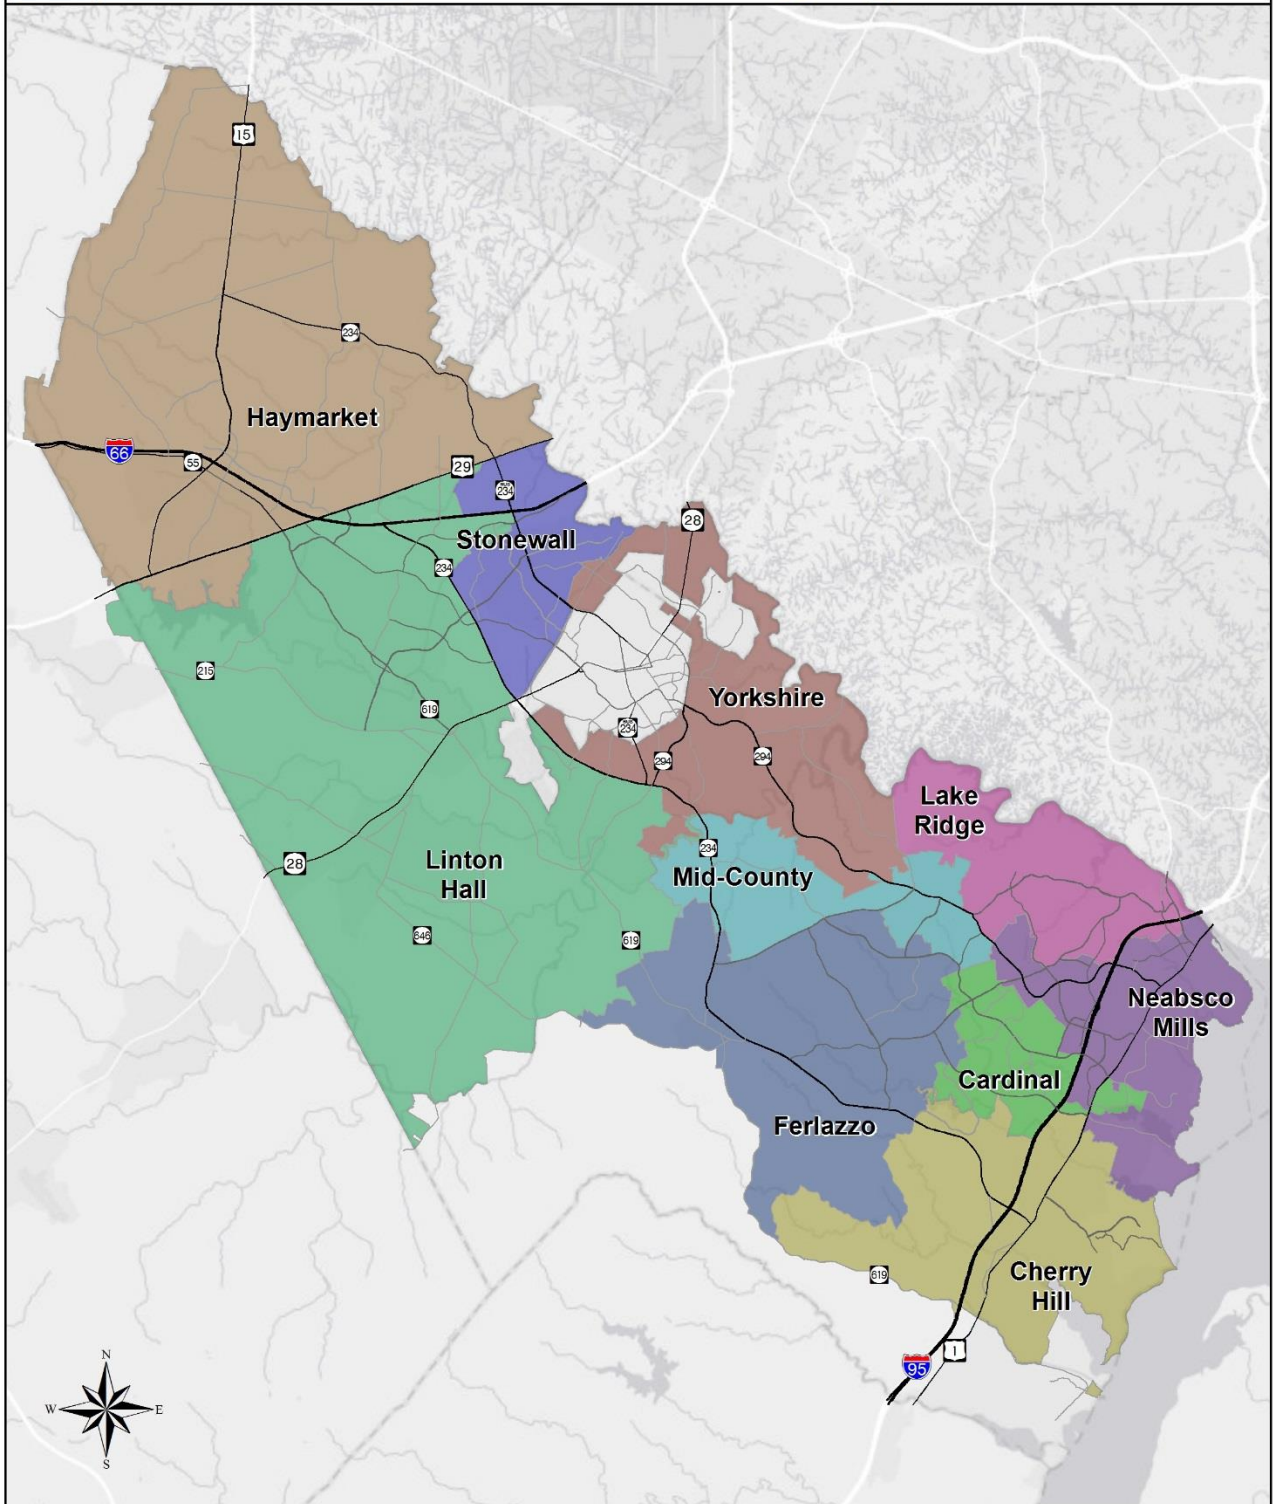 15
234
Haymarket
66
55
29
234
28
Stonewall
234
215
Yorkshire
619
234
294
294
Lake
Ridge
234
28
Linton
Hall
Mid-County
646
619
Neabsco
Mills
Cardinal
Ferlazzo
619
Cherry
Hill
1
95
N
W
E
S